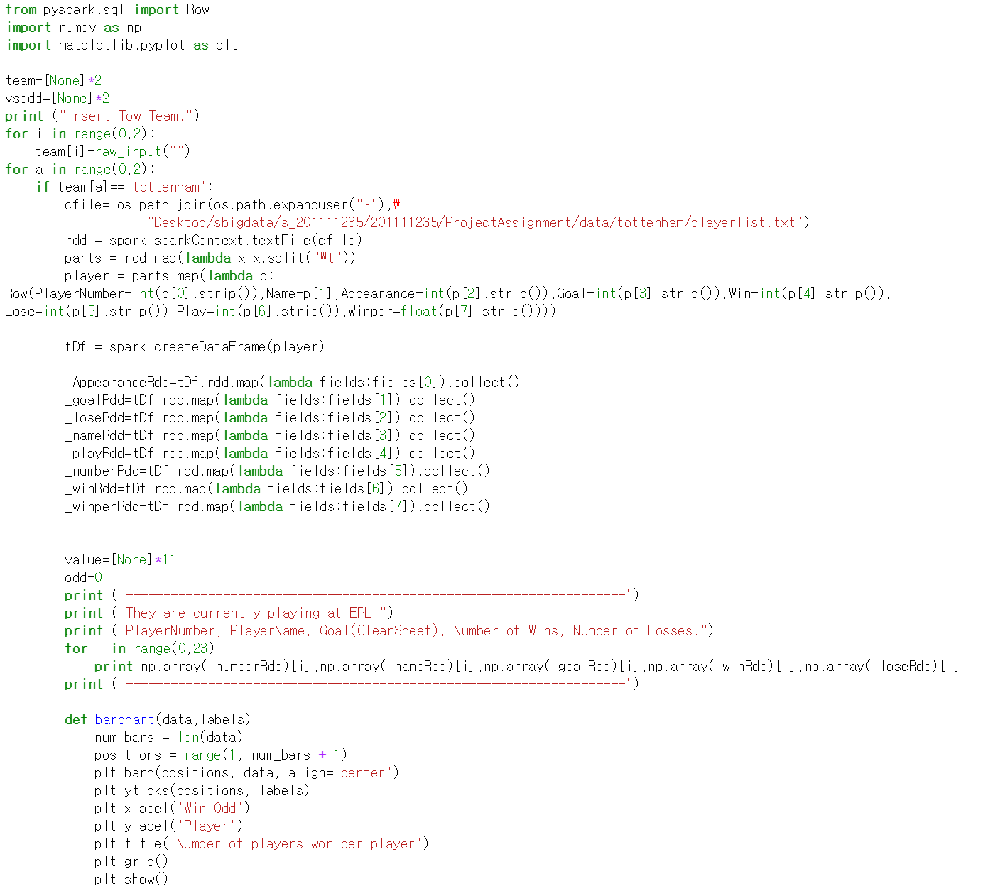 from pyspark.sql import Row
import numpy as np
import matplotlib.pyplot as plt

team=[None]*2
vsodd=[None]*2
print ("Insert Tow Team.")
for i in range(0,2):
    team[i]=raw_input("")
for a in range(0,2):
    if team[a]=='tottenham':
        cfile= os.path.join(os.path.expanduser("~"),₩
                   "Desktop/sbigdata/s_201111235/201111235/ProjectAssignment/data/tottenham/playerlist.txt")
        rdd = spark.sparkContext.textFile(cfile)
        parts = rdd.map(lambda x:x.split("₩t"))
        player = parts.map(lambda p:
Row(PlayerNumber=int(p[0].strip()),Name=p[1],Appearance=int(p[2].strip()),Goal=int(p[3].strip()),Win=int(p[4].strip()),
Lose=int(p[5].strip()),Play=int(p[6].strip()),Winper=float(p[7].strip())))

        tDf = spark.createDataFrame(player)

        _AppearanceRdd=tDf.rdd.map(lambda fields:fields[0]).collect()
        _goalRdd=tDf.rdd.map(lambda fields:fields[1]).collect()
        _loseRdd=tDf.rdd.map(lambda fields:fields[2]).collect()
        _nameRdd=tDf.rdd.map(lambda fields:fields[3]).collect()
        _playRdd=tDf.rdd.map(lambda fields:fields[4]).collect()
        _numberRdd=tDf.rdd.map(lambda fields:fields[5]).collect()
        _winRdd=tDf.rdd.map(lambda fields:fields[6]).collect()
        _winperRdd=tDf.rdd.map(lambda fields:fields[7]).collect()


        value=[None]*11
        odd=0
        print ("-------------------------------------------------------------------")
        print ("They are currently playing at EPL.")
        print ("PlayerNumber, PlayerName, Goal(CleanSheet), Number of Wins, Number of Losses.")
        for i in range(0,23):
            print np.array(_numberRdd)[i],np.array(_nameRdd)[i],np.array(_goalRdd)[i],np.array(_winRdd)[i],np.array(_loseRdd)[i]
        print ("-------------------------------------------------------------------")

        def barchart(data,labels):
            num_bars = len(data)
            positions = range(1, num_bars + 1)
            plt.barh(positions, data, align='center')
            plt.yticks(positions, labels)
            plt.xlabel('Win Odd')
            plt.ylabel('Player')
            plt.title('Number of players won per player')
            plt.grid()
            plt.show()